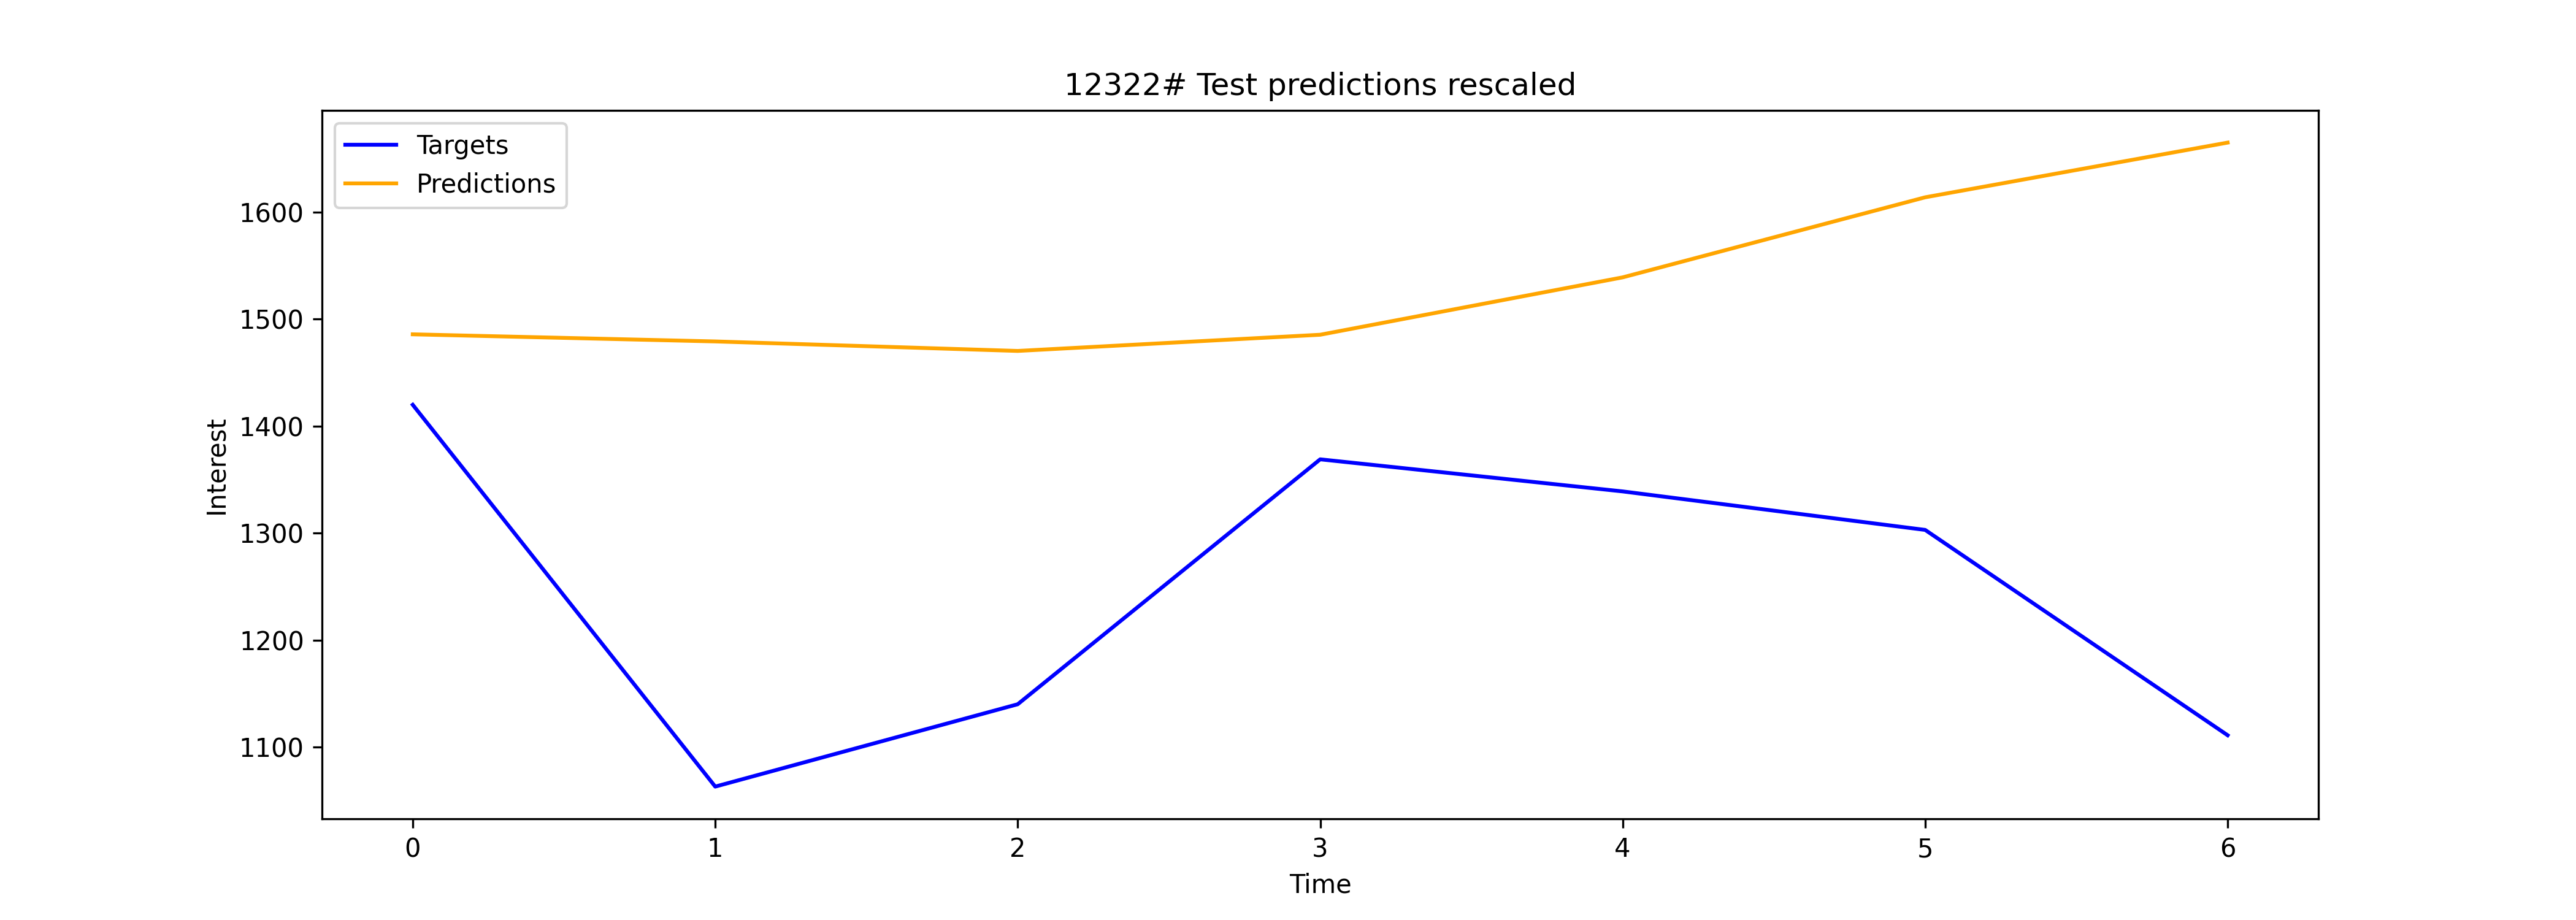 12322# Test predictions rescaled
Targets
Predictions
1600
1500
1400
1300
1200
1100
Interest
0 1 2 3 4 5 6
Time